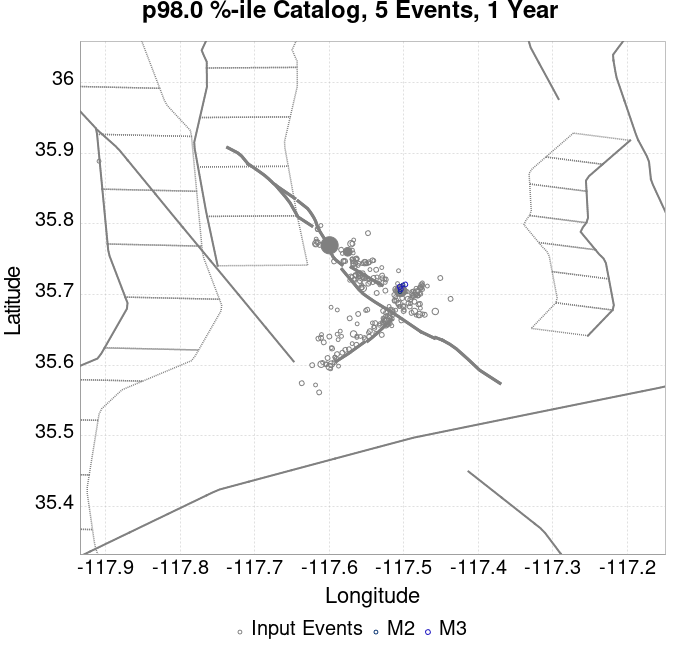 p98.0 %-ile Catalog, 5 Events, 1 Year
36
35.9
35.8
35.7
35.6
35.5
35.4
Latitude
-117.9 -117.8 -117.7 -117.6 -117.5 -117.4 -117.3 -117.2
Longitude
Input Events M2 M3